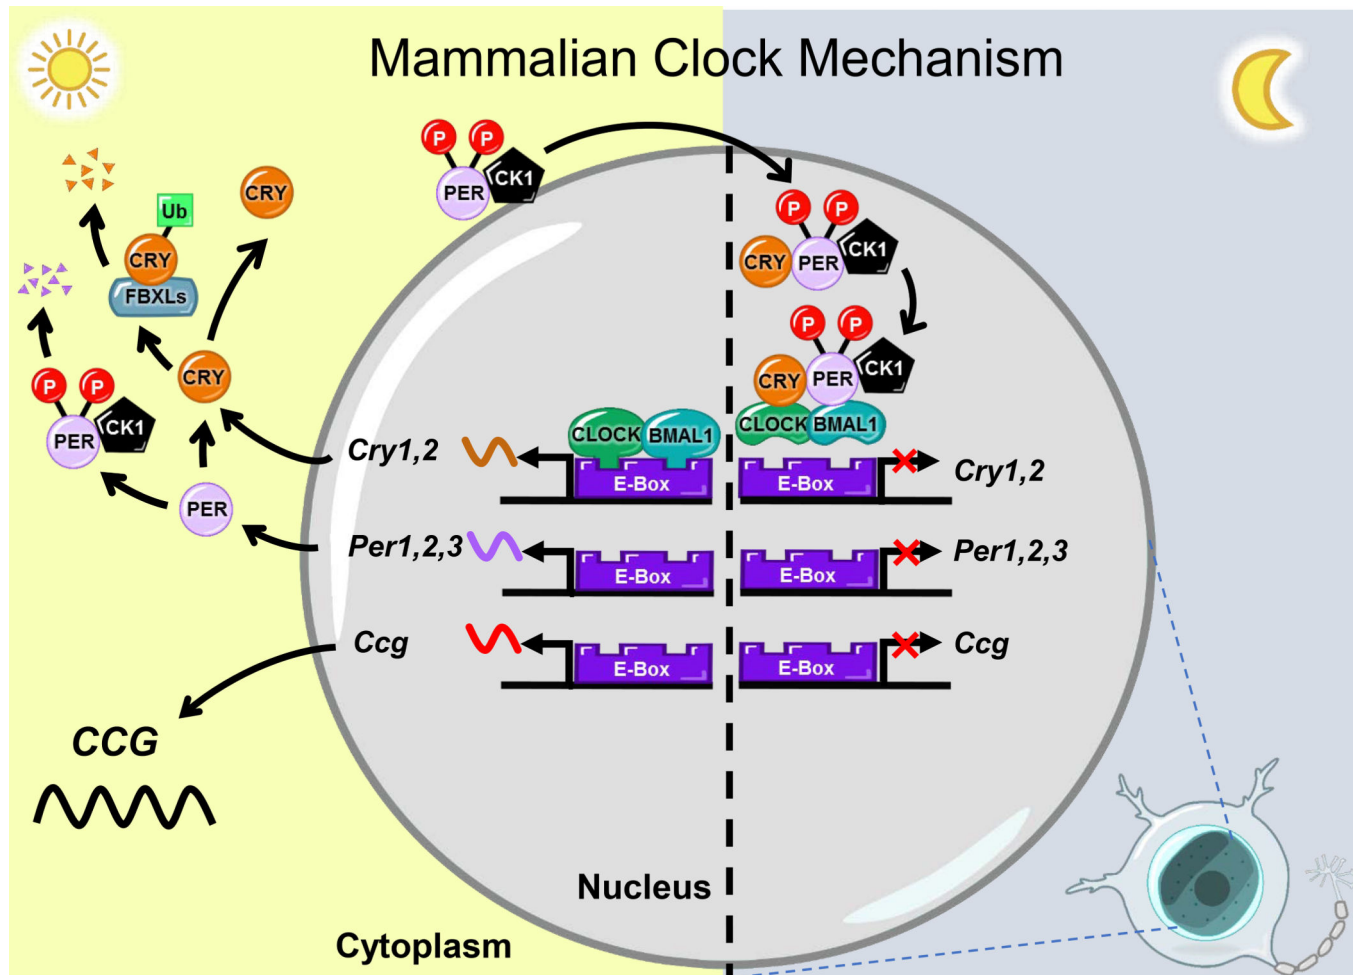 Mammalian Clock Mechanism
P P
PER CK1
CRY
Ub
CRY
FBXLs
CRY
P P
PER CK1
PER
P P
CRY PER CK1
P P
CRY PER CK1
CLOCK BMAL1
CLOCK BMAL1
Cry1,2
E-Box
E-Box
Cry1,2
Per1,2,3
E-Box
E-Box
Per1,2,3
Ccg
E-Box
E-Box
Ccg
CCG
Nucleus
Cytoplasm